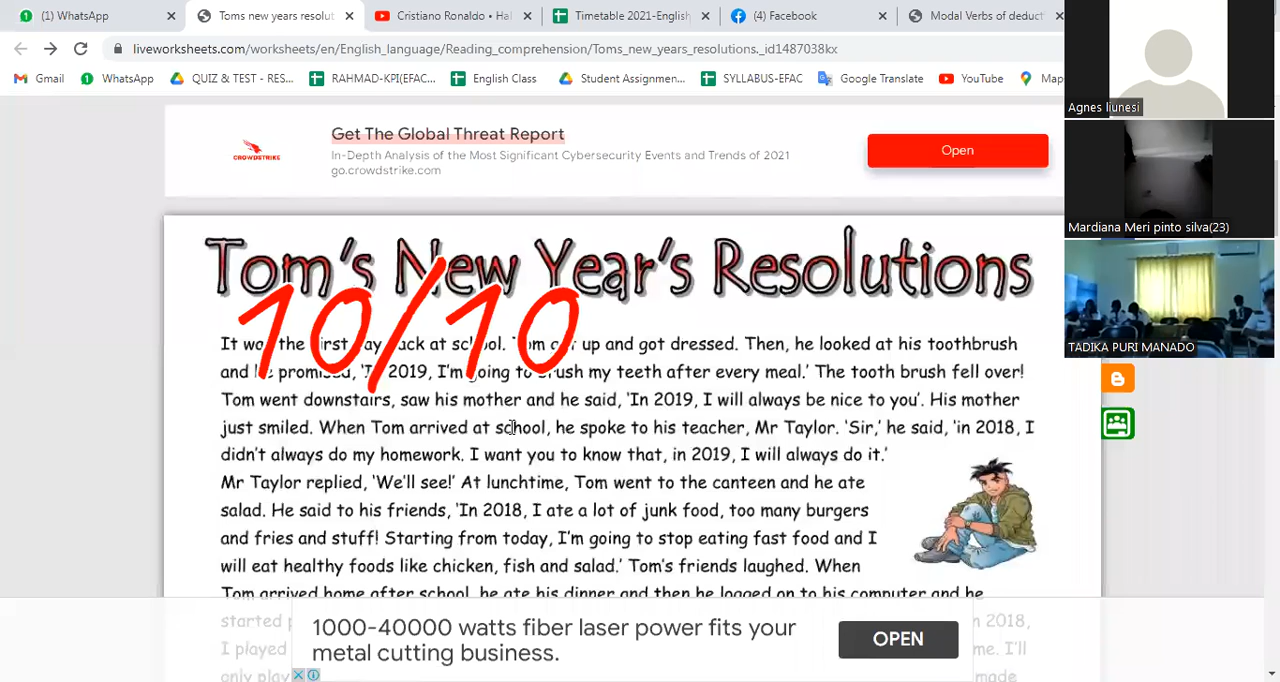 (1) WhatsApp
Toms new years resolut
Cristiano Ronaldo • Hal
Timetable 2021-English
(4) Facebook
Modal Verbs of deducti
liveworksheets.com/worksheets/en/English_language/Reading_comprehension/Toms_new_years_resolutions._id1487038kx
Gmail
WhatsApp
QUIZ & TEST - RES...
RAHMAD-KPI(EFAC...
English Class
Student Assignmen...
SYLLABUS-EFAC
Google Translate
YouTube
Map
Agnes liunesi
Mardiana Meri pinto silva(23)
TADIKA PURI MANADO
CROWDSTRIKE
Get The Global Threat Report
In-Depth Analysis of the Most Significant Cybersecurity Events and Trends of 2021
go.crowdstrike.com
Open
Tom's New Year's Resolutions
10/10
It was the first day back at school. Tom got up and got dressed. Then, he looked at his toothbrush
and he promised, 'In 2019, I'm going to brush my teeth after every meal.' The tooth brush fell over!
Tom went downstairs, saw his mother and he said, 'In 2019, I will always be nice to you'. His mother
just smiled. When Tom arrived at school, he spoke to his teacher, Mr Taylor. 'Sir,' he said, 'in 2018, I
didn't always do my homework. I want you to know that, in 2019, I will always do it.'
Mr Taylor replied, 'We'll see!' At lunchtime, Tom went to the canteen and he ate
salad. He said to his friends, 'In 2018, I ate a lot of junk food, too many burgers
and fries and stuff! Starting from today, I'm going to stop eating fast food and I
will eat healthy foods like chicken, fish and salad.' Tom's friends laughed. When
Tom arrived home after school, he ate his dinner and then he logged on to his computer and he
started n 2018,
I played me. I'll
only play made
1000-40000 watts fiber laser power fits your
metal cutting business.
OPEN